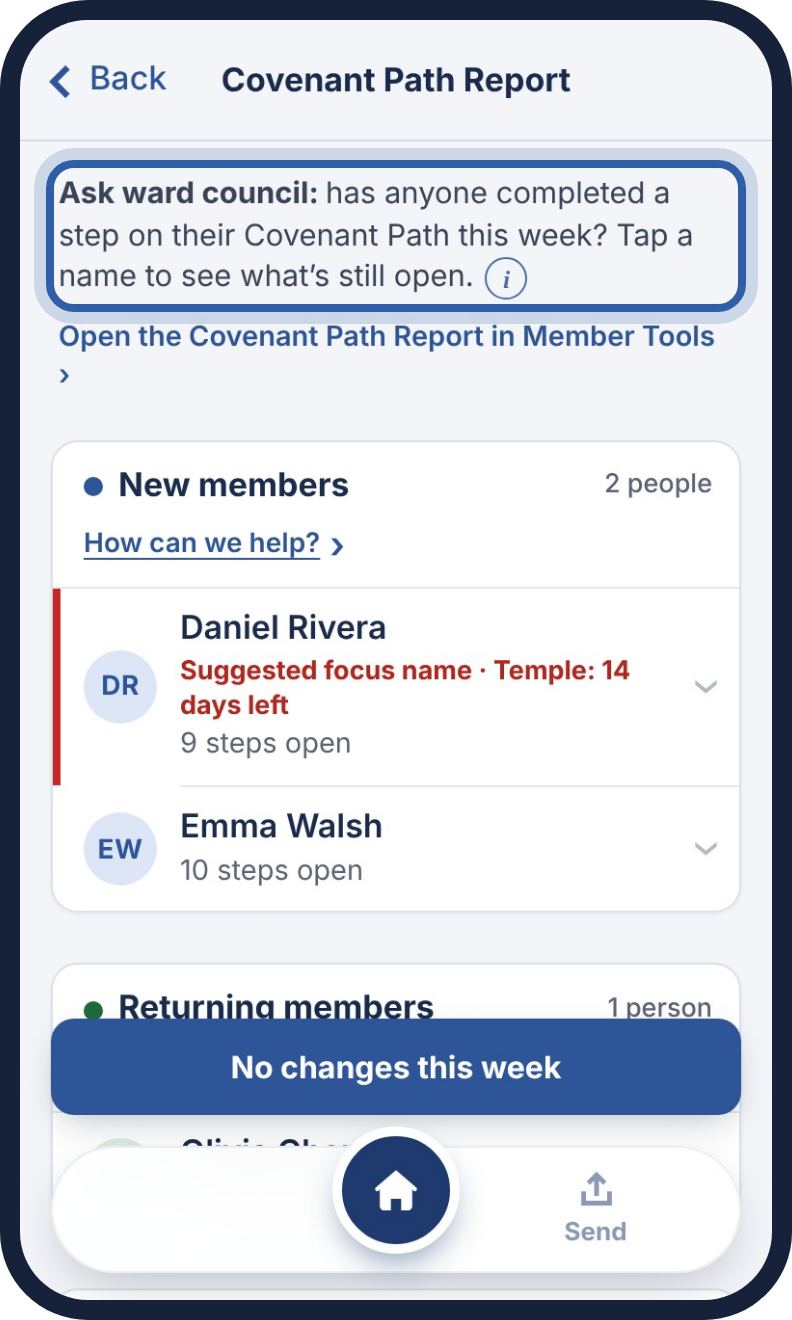 Back
Covenant Path Report
Ask ward council: has anyone completed a
step on their Covenant Path this week? Tap a
name to see what’s still open. i
Open the Covenant Path Report in Member Tools
›
New members
2 people
How can we help? ›
Daniel Rivera
DR
Suggested focus name · Temple: 14
days left
9 steps open
Emma Walsh
EW
10 steps open
Returning members
1 person
No changes this week
Send